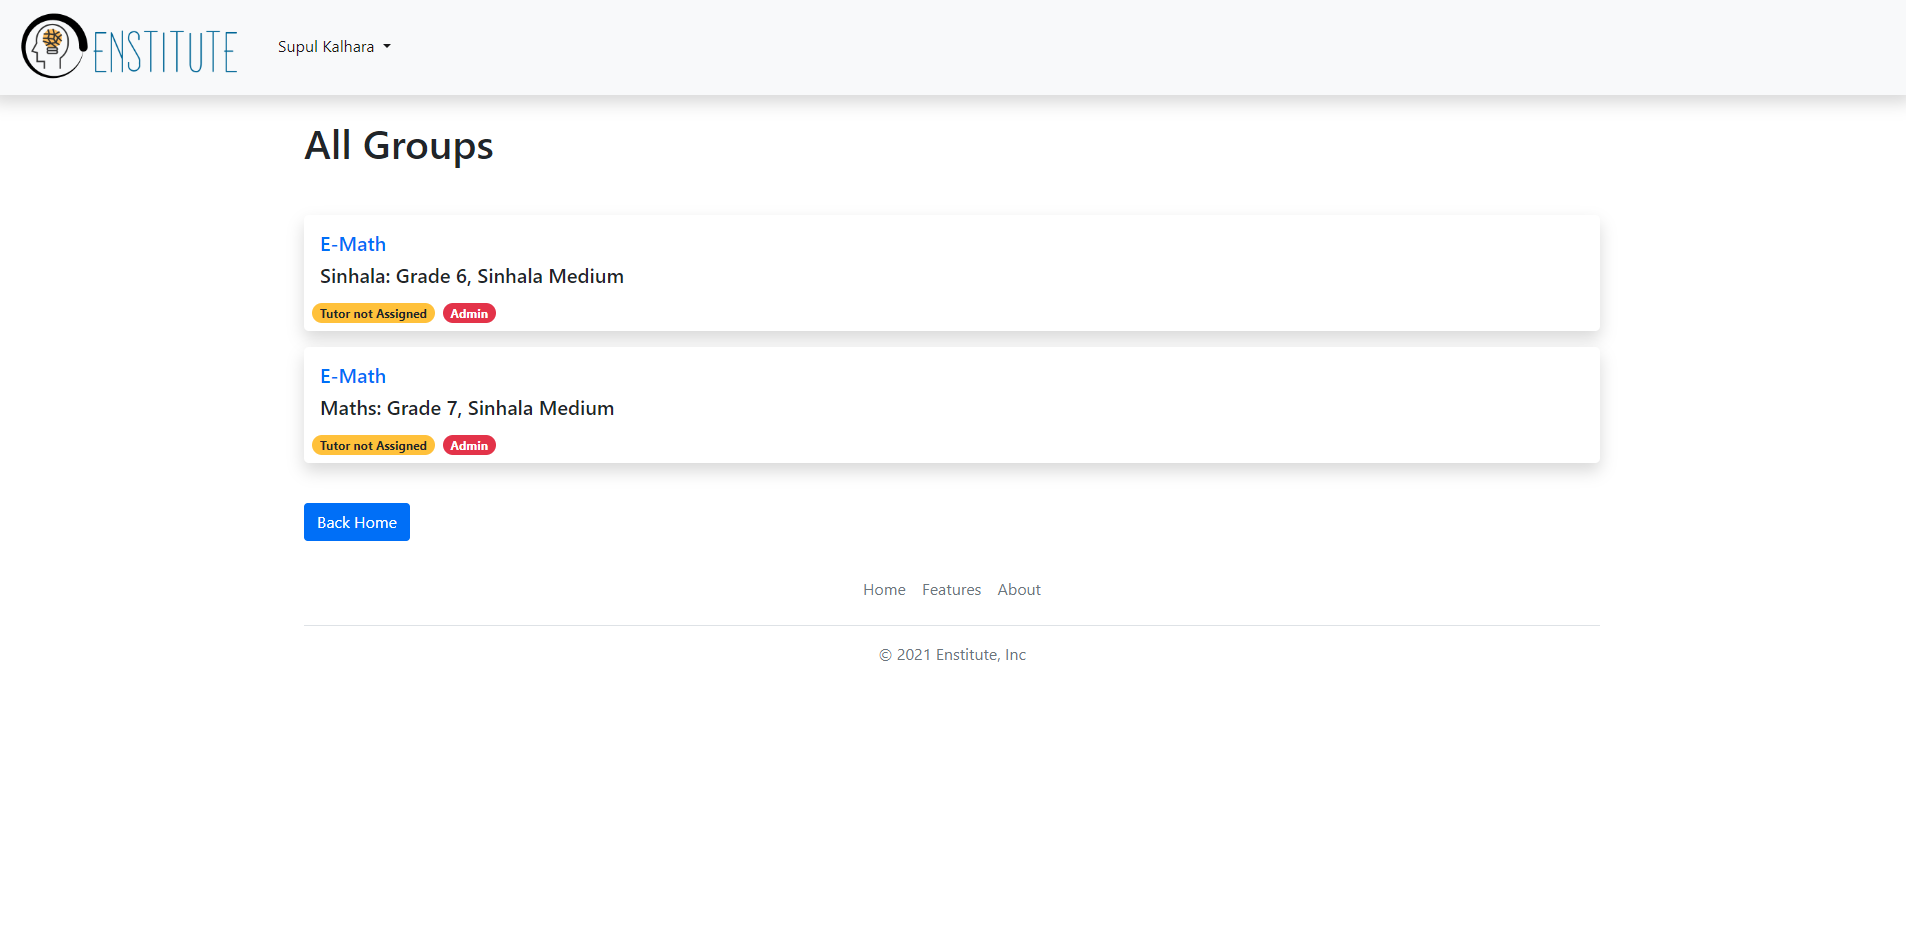 ENSTITUTE
Supul Kalhara
All Groups
E-Math
Sinhala: Grade 6, Sinhala Medium
Tutor not Assigned Admin
E-Math
Maths: Grade 7, Sinhala Medium
Tutor not Assigned Admin
Back Home
Home Features About
© 2021 Enstitute, Inc